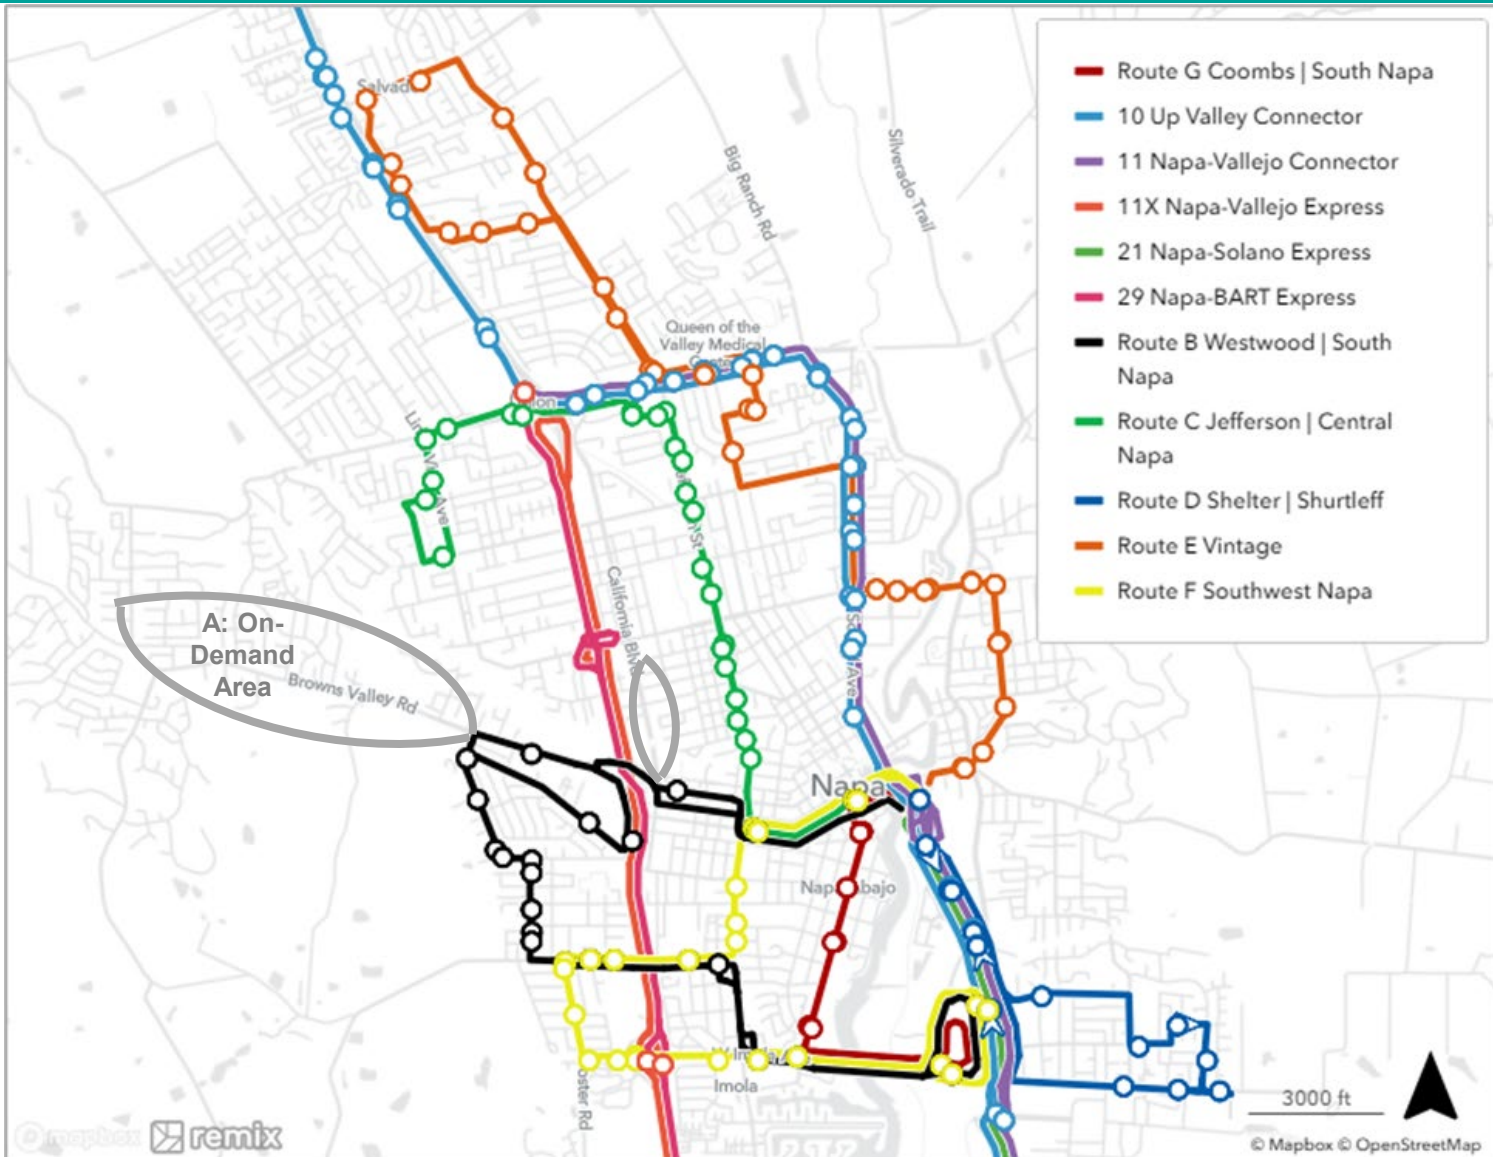 Route G Coombs | South Napa
10 Up Valley Connector
11 Napa-Vallejo Connector
11X Napa-Vallejo Express
21 Napa-Solano Express
29 Napa-BART Express
Route B Westwood | South
Napa
Route C Jefferson | Central
Napa
Route D Shelter | Shurtleff
Route E Vintage
Route F Southwest Napa
Big Ranch Rd
Silverado Trail
Queen of the
Valley Medical
California Blv
A: On-
Demand
Area
Browns Valley Rd
Napa
Imola
3000 ft
mapbox
remix
© Mapbox © OpenStreetMap